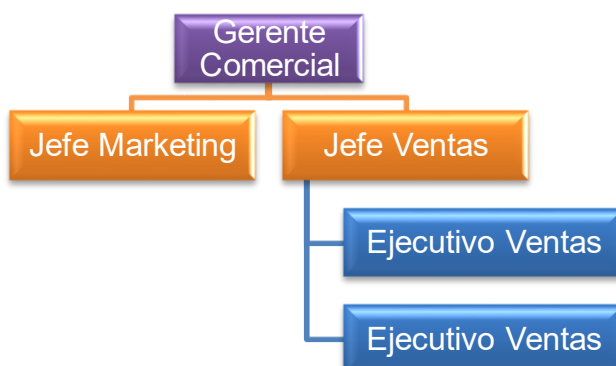 Gerente
Comercial
Jefe Marketing
Jefe Ventas
Ejecutivo Ventas
Ejecutivo Ventas